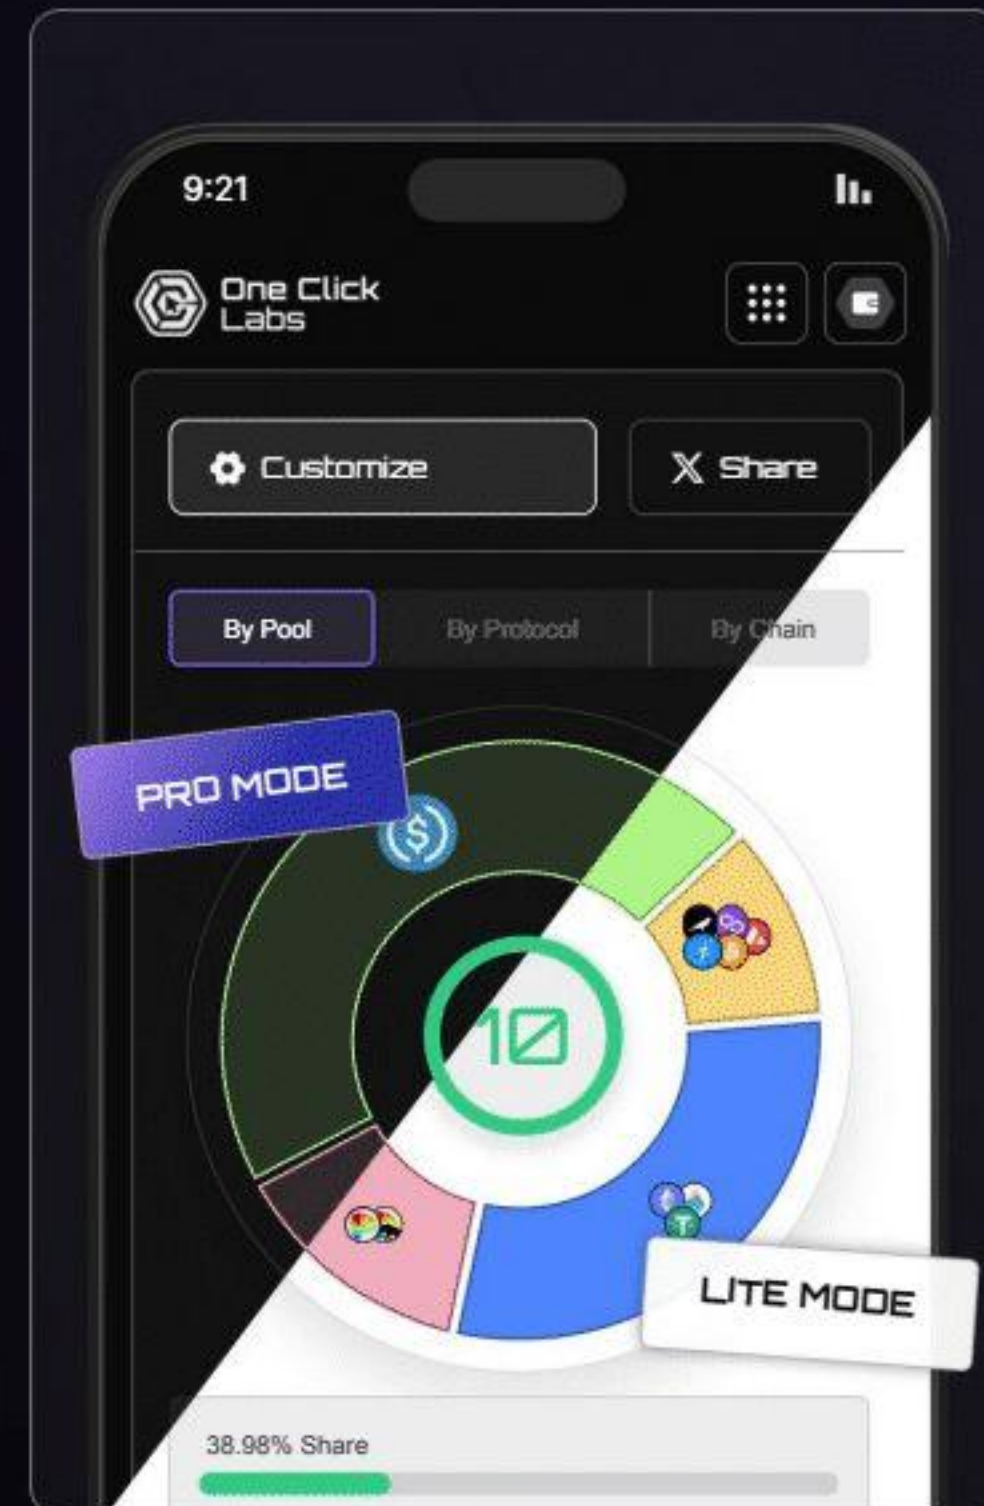 9:21
One Click
Labs
Customize
Share
By Pool
By Protocol
By Chain
PRO MODE
10
LITE MODE
38.98% Share